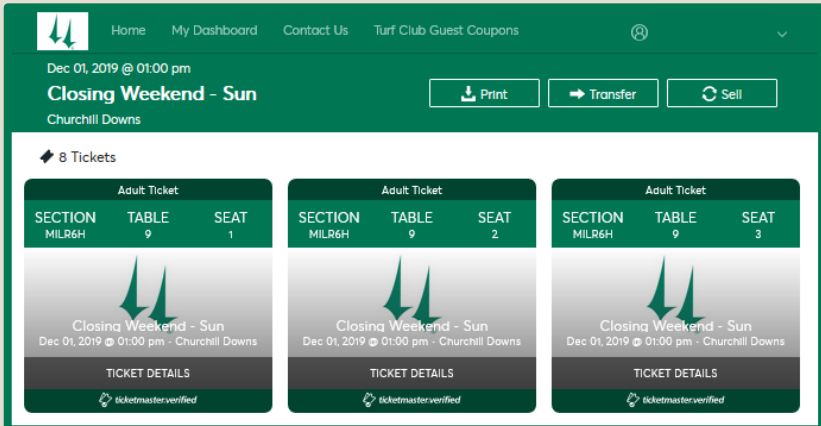 Home My Dashboard Contact Us Turf Club Guest Coupons
Dec 01, 2019 @ 01:00 pm
Closing Weekend - Sun
Churchill Downs
Print Transfer Sell
8 Tickets
Adult Ticket
SECTION TABLE SEAT
MILR6H 9 1
Closing Weekend - Sun
Dec 01, 2019 @ 01:00 pm - Churchill Downs
TICKET DETAILS
ticketmaster.verified
Adult Ticket
SECTION TABLE SEAT
MILR6H 9 2
Closing Weekend - Sun
Dec 01, 2019 @ 01:00 pm - Churchill Downs
TICKET DETAILS
ticketmaster.verified
Adult Ticket
SECTION TABLE SEAT
MILR6H 9 3
Closing Weekend - Sun
Dec 01, 2019 @ 01:00 pm - Churchill Downs
TICKET DETAILS
ticketmaster.verified